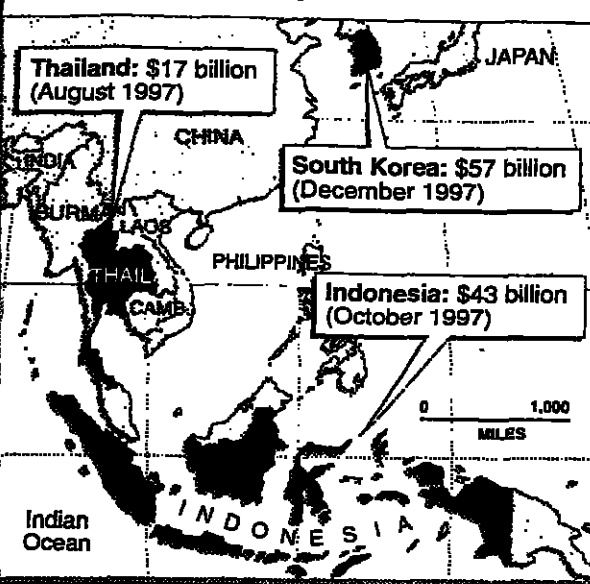 JAPAN
Thailand: $17 billion
(August 1997)
CHINA
INDIA
South Korea: $57 billion
(December 1997)
BURMA
LAOS
PHILIPPINES
THAIL
CAMB.
Indonesia: $43 billion
(October 1997)
0 1,000
MILES
INDONESIA
Indian
Ocean